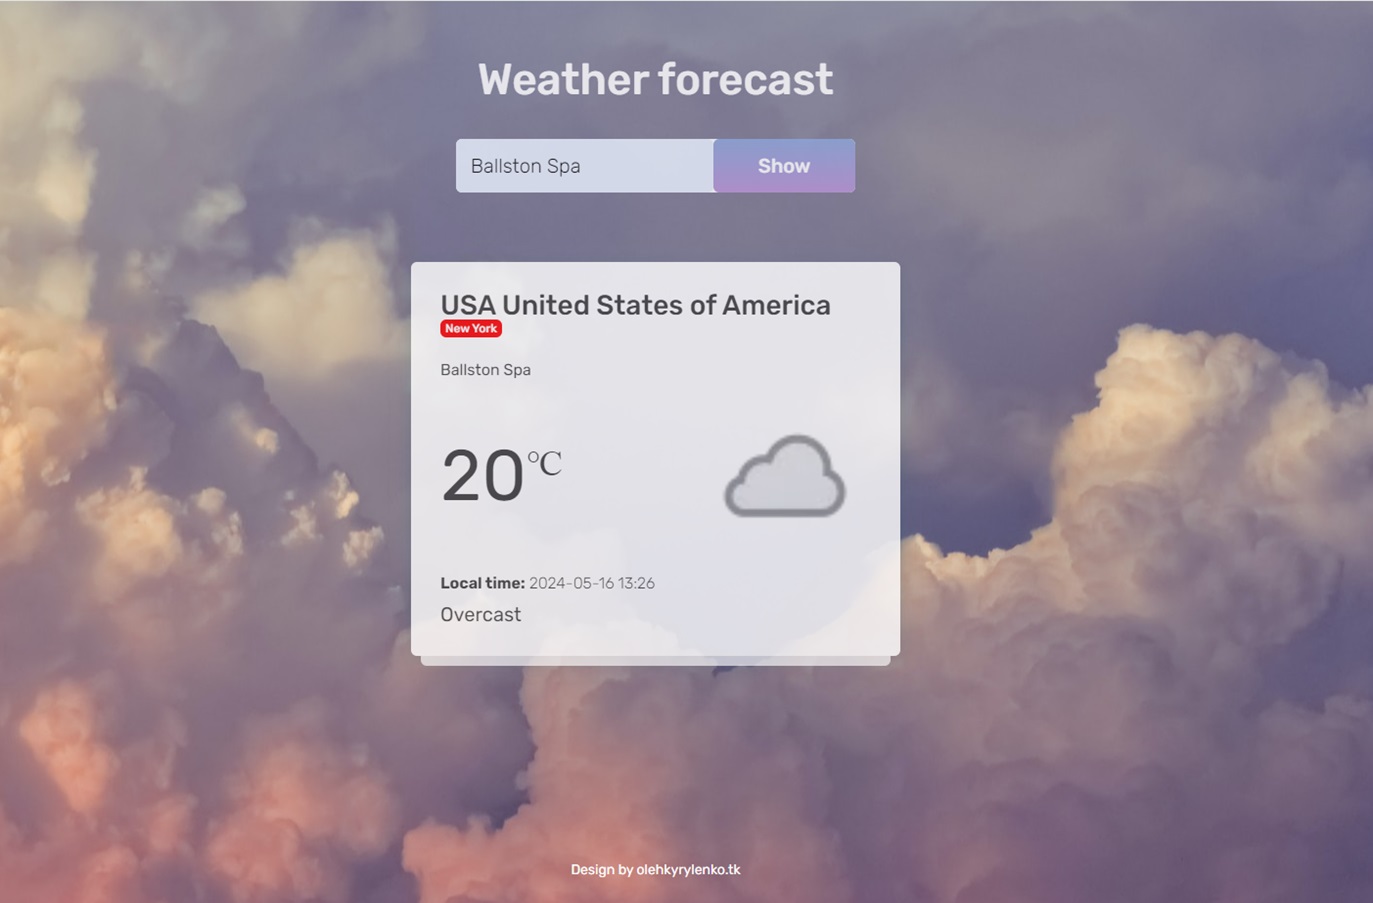 Weather forecast
Ballston Spa
Show
USA United States of America
New York
Ballston Spa
20℃
Local time: 2024-05-16 13:26
Overcast
Design by olehkyrylenko.tk